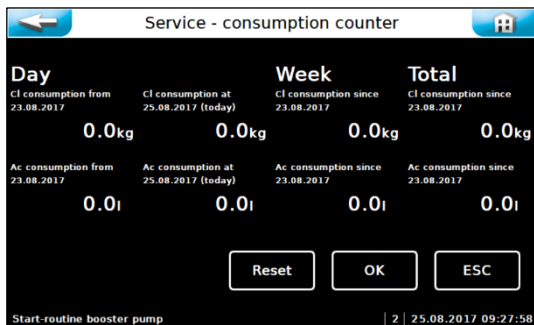 Service - consumption counter
Day Week Total
Cl consumption from Cl consumption at Cl consumption since Cl consumption since
23.08.2017 25.08.2017 (today) 23.08.2017 23.08.2017
0.0kg 0.0kg 0.0kg 0.0kg
Ac consumption from Ac consumption at Ac consumption since Ac consumption since
23.08.2017 25.08.2017 (today) 23.08.2017 23.08.2017
0.0l 0.0l 0.0l 0.0l
Reset OK ESC
Start-routine booster pump 2 25.08.2017 09:27:58